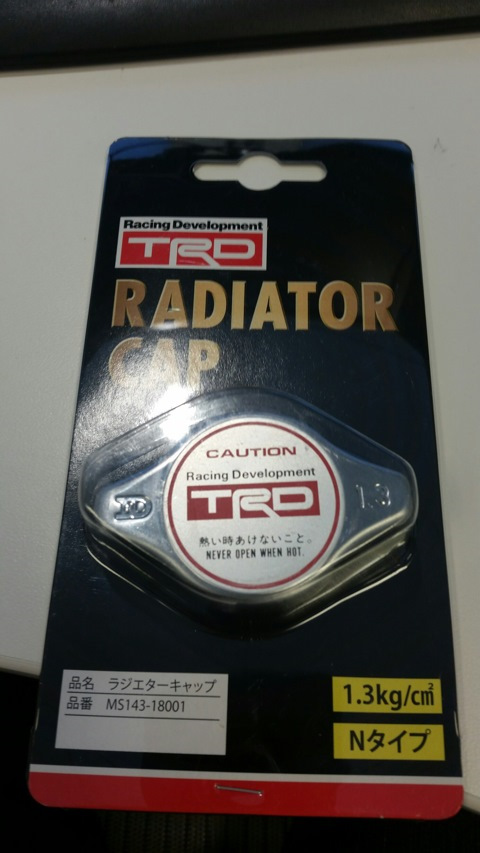 Racing Development
TRD
RADIATOR
CAP
CAUTION
Racing Development
TRD
1.3
熱い時あけないこと。
NEVER OPEN WHEN HOT.
品名 ラジエターキャップ
品番 MS143-18001
1.3kg/c㎡
Nタイプ